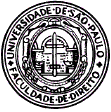 UNIVERSIDADE DE SÃO PAULO
FACULDADE DE DIREITO